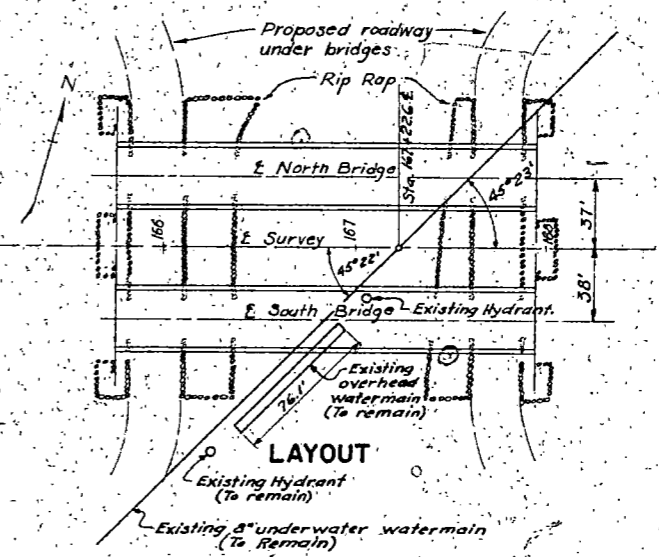 Proposed roadway
under bridges
Rip Rap
N
Sta. 167+22.6 ℄
℄ North Bridge
45°23'
37'
℄ Survey
166
167
168
45°22'
38'
Existing Hydrant.
℄ South Bridge
Existing
overhead
watermain
(To remain)
76.1'
LAYOUT
Existing Hydrant
(To remain)
Existing 8" underwater watermain
(To Remain)